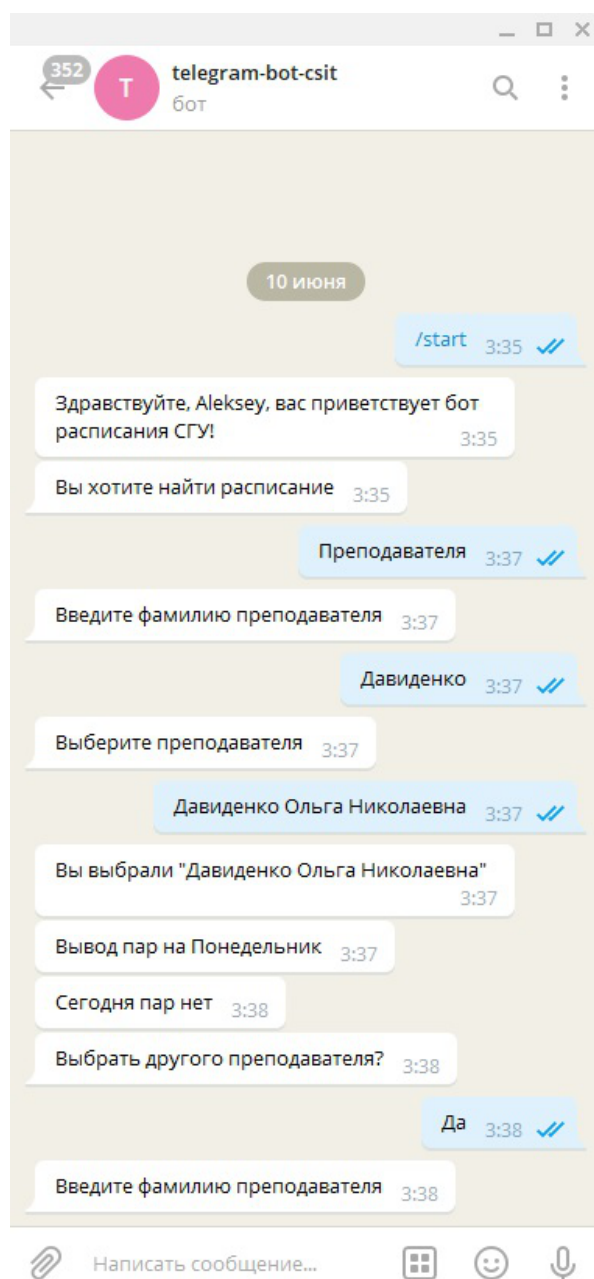 352
T
telegram-bot-csit
бот
10 июня
/start 3:35
Здравствуйте, Aleksey, вас приветствует бот
расписания СГУ! 3:35
Вы хотите найти расписание 3:35
Преподавателя 3:37
Введите фамилию преподавателя 3:37
Давиденко 3:37
Выберите преподавателя 3:37
Давиденко Ольга Николаевна 3:37
Вы выбрали "Давиденко Ольга Николаевна"
3:37
Вывод пар на Понедельник 3:37
Сегодня пар нет 3:38
Выбрать другого преподавателя? 3:38
Да 3:38
Введите фамилию преподавателя 3:38
Написать сообщение...